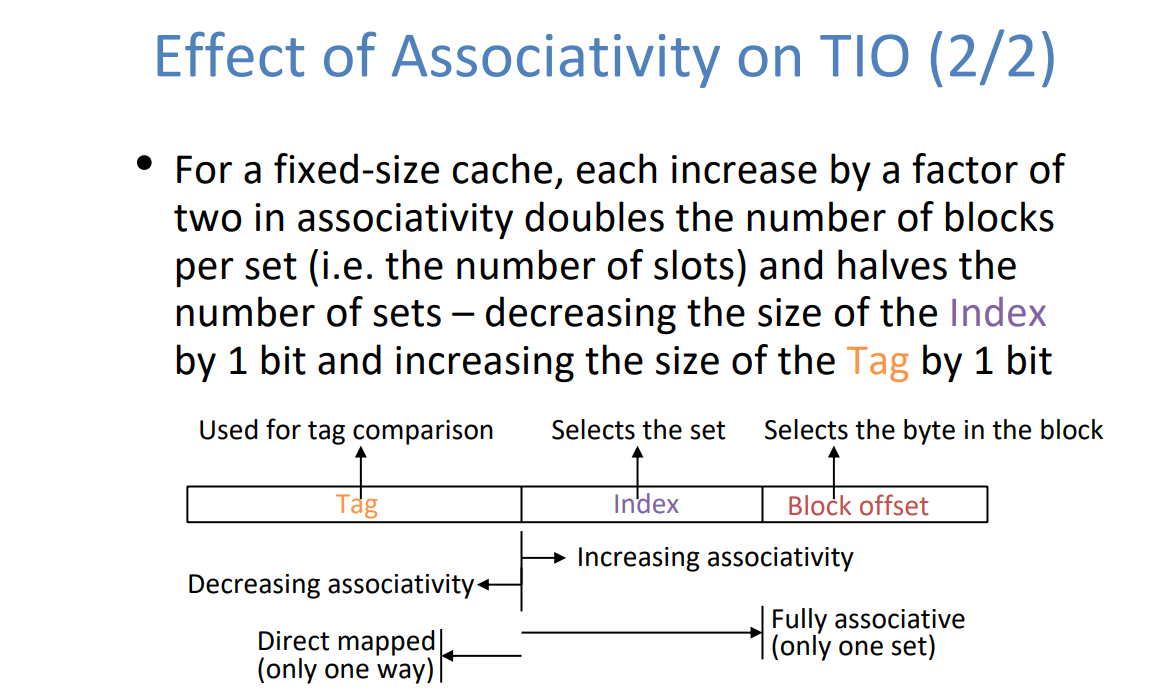 Effect of Associativity on TIO (2/2)
• For a fixed-size cache, each increase by a factor of
two in associativity doubles the number of blocks
per set (i.e. the number of slots) and halves the
number of sets – decreasing the size of the Index
by 1 bit and increasing the size of the Tag by 1 bit
Used for tag comparison
Selects the set
Selects the byte in the block
Tag
Index
Block offset
Increasing associativity
Decreasing associativity
Fully associative
(only one set)
Direct mapped
(only one way)